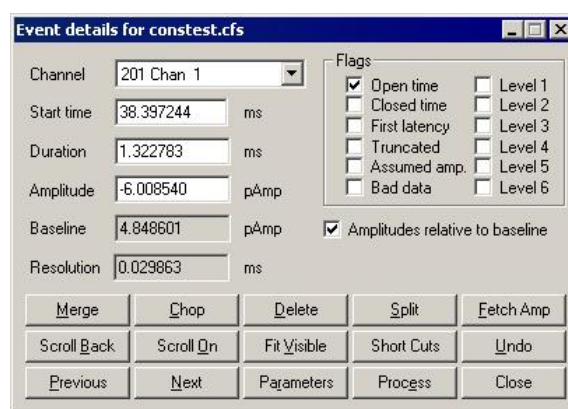 Event details for constest.cfs
Channel 201 Chan 1
Start time 38.397244 ms
Duration 1.322783 ms
Amplitude -6.008540 pAmp
Baseline 4.848601 pAmp
Resolution 0.029863 ms
Flags
Open time Level 1
Closed time Level 2
First latency Level 3
Truncated Level 4
Assumed amp. Level 5
Bad data Level 6
Amplitudes relative to baseline
Merge Chop Delete Split Fetch Amp
Scroll Back Scroll On Fit Visible Short Cuts Undo
Previous Next Parameters Process Close